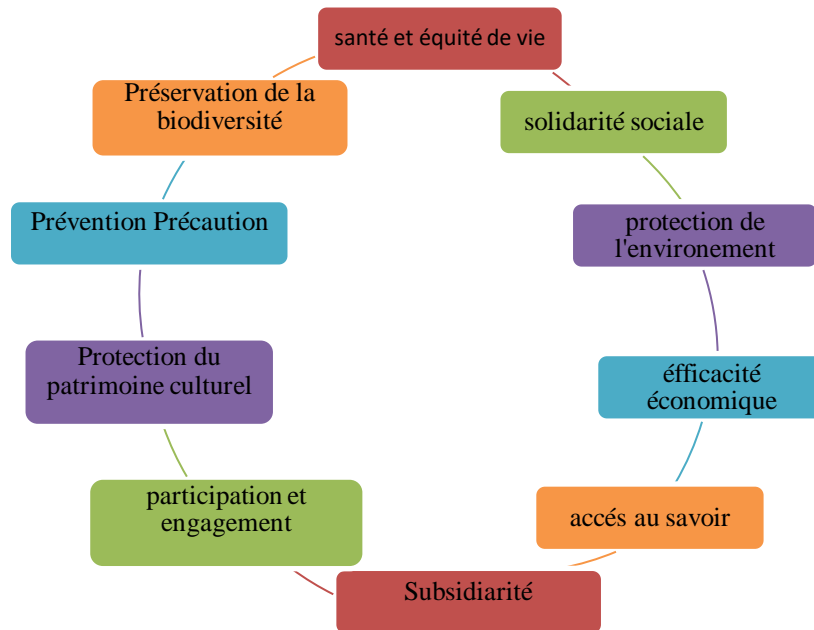 santé et équité de vie
solidarité sociale
protection de
l'environement
éfficacité
économique
accés au savoir
Subsidiarité
participation et
engagement
Protection du
patrimoine culturel
Prévention Précaution
Préservation de la
biodiversité